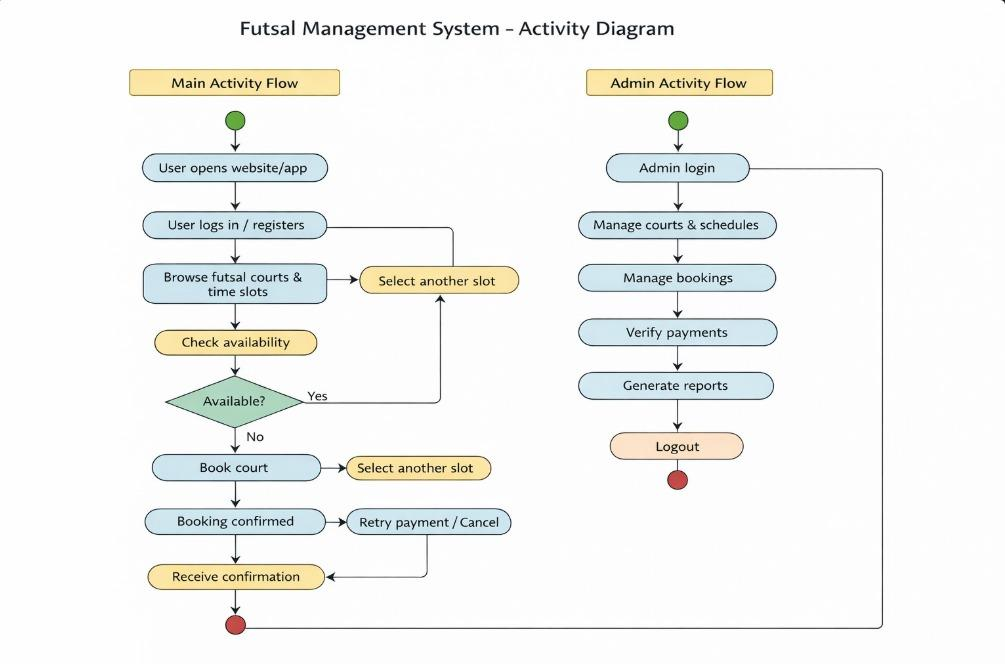 Futsal Management System – Activity Diagram
Main Activity Flow
User opens website/app
User logs in / registers
Browse futsal courts &
time slots
Select another slot
Check availability
Available?
Yes
No
Book court
Select another slot
Booking confirmed
Retry payment / Cancel
Receive confirmation
Admin Activity Flow
Admin login
Manage courts & schedules
Manage bookings
Verify payments
Generate reports
Logout